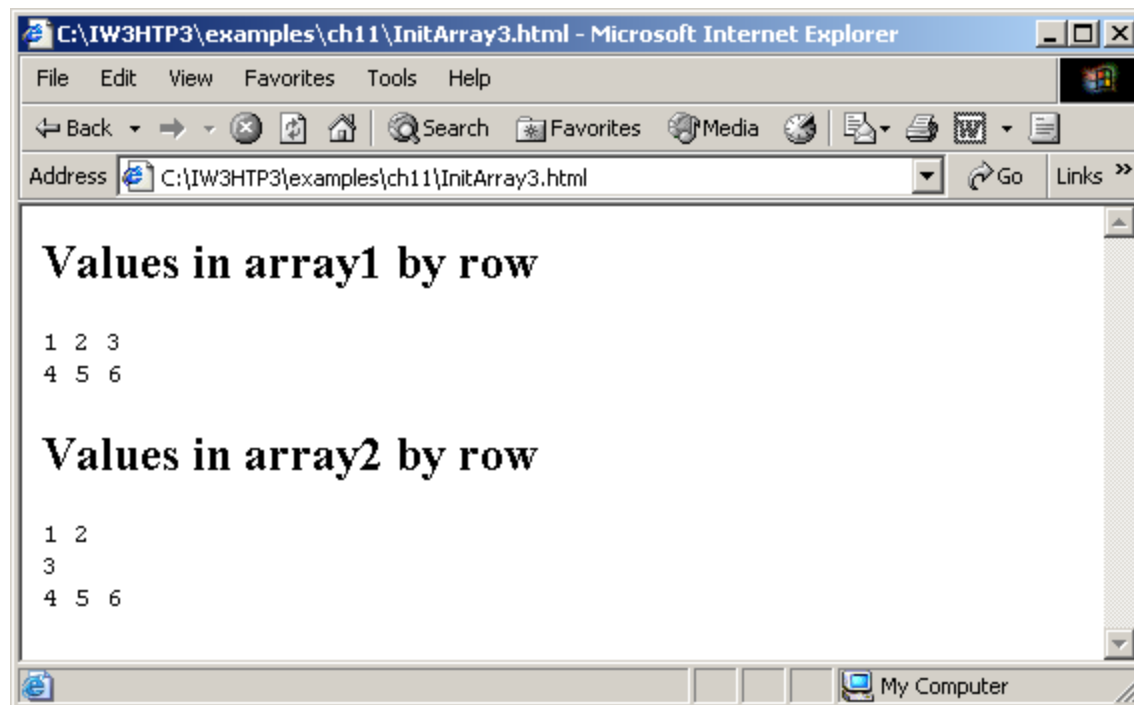 C:\IW3HTP3\examples\ch11\InitArray3.html - Microsoft Internet Explorer
File Edit View Favorites Tools Help
Back Search Favorites Media W
Address C:\IW3HTP3\examples\ch11\InitArray3.html Go Links »
Values in array1 by row
1 2 3
4 5 6
Values in array2 by row
1 2
3
4 5 6
My Computer